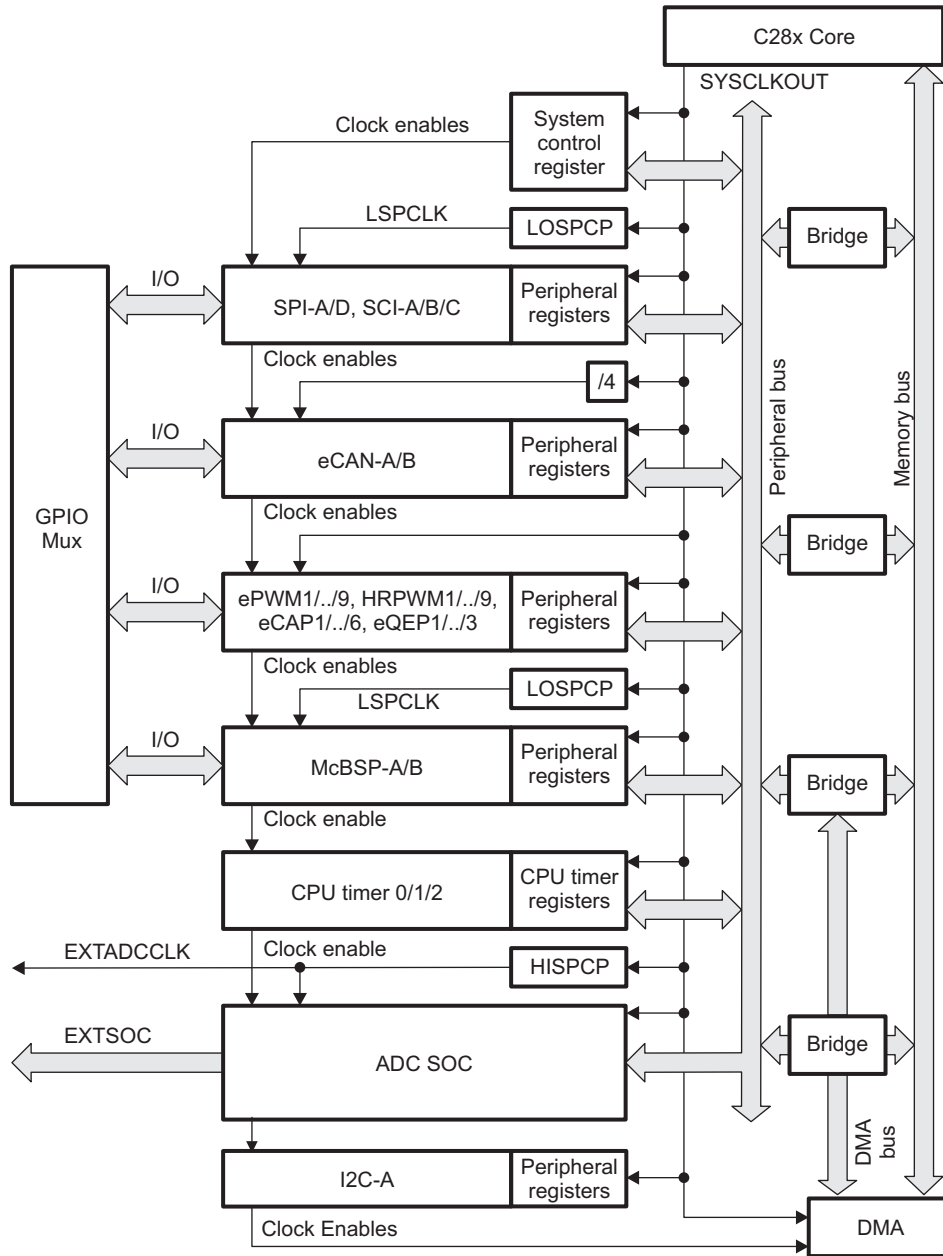 C28x Core
SYSCLKOUT
Clock enables
System
control
register
LSPCLK
LOSPCP
Bridge
I/O
SPI-A/D, SCI-A/B/C
Peripheral
registers
Clock enables
/4
I/O
eCAN-A/B
Peripheral
registers
Peripheral bus
Memory bus
Clock enables
GPIO
Mux
Bridge
I/O
ePWM1/../9, HRPWM1/../9,
eCAP1/../6, eQEP1/../3
Peripheral
registers
Clock enables
LSPCLK
LOSPCP
I/O
McBSP-A/B
Peripheral
registers
Bridge
Clock enable
CPU timer 0/1/2
CPU timer
registers
EXTADCCLK
Clock enable
HISPCP
EXTSOC
ADC SOC
Bridge
DMA
bus
I2C-A
Peripheral
registers
Clock Enables
DMA